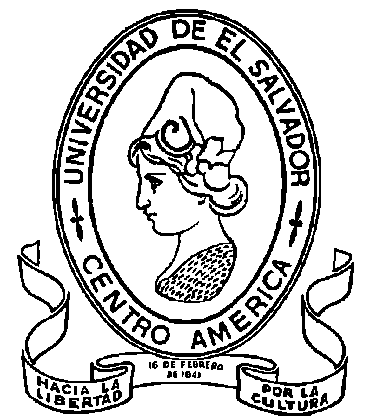 UNIVERSIDAD DE EL SALVADOR
CENTRO AMERICA
HACIA LA
LIBERTAD
16 DE FEBRERO
DE 1841
POR LA
CULTURA